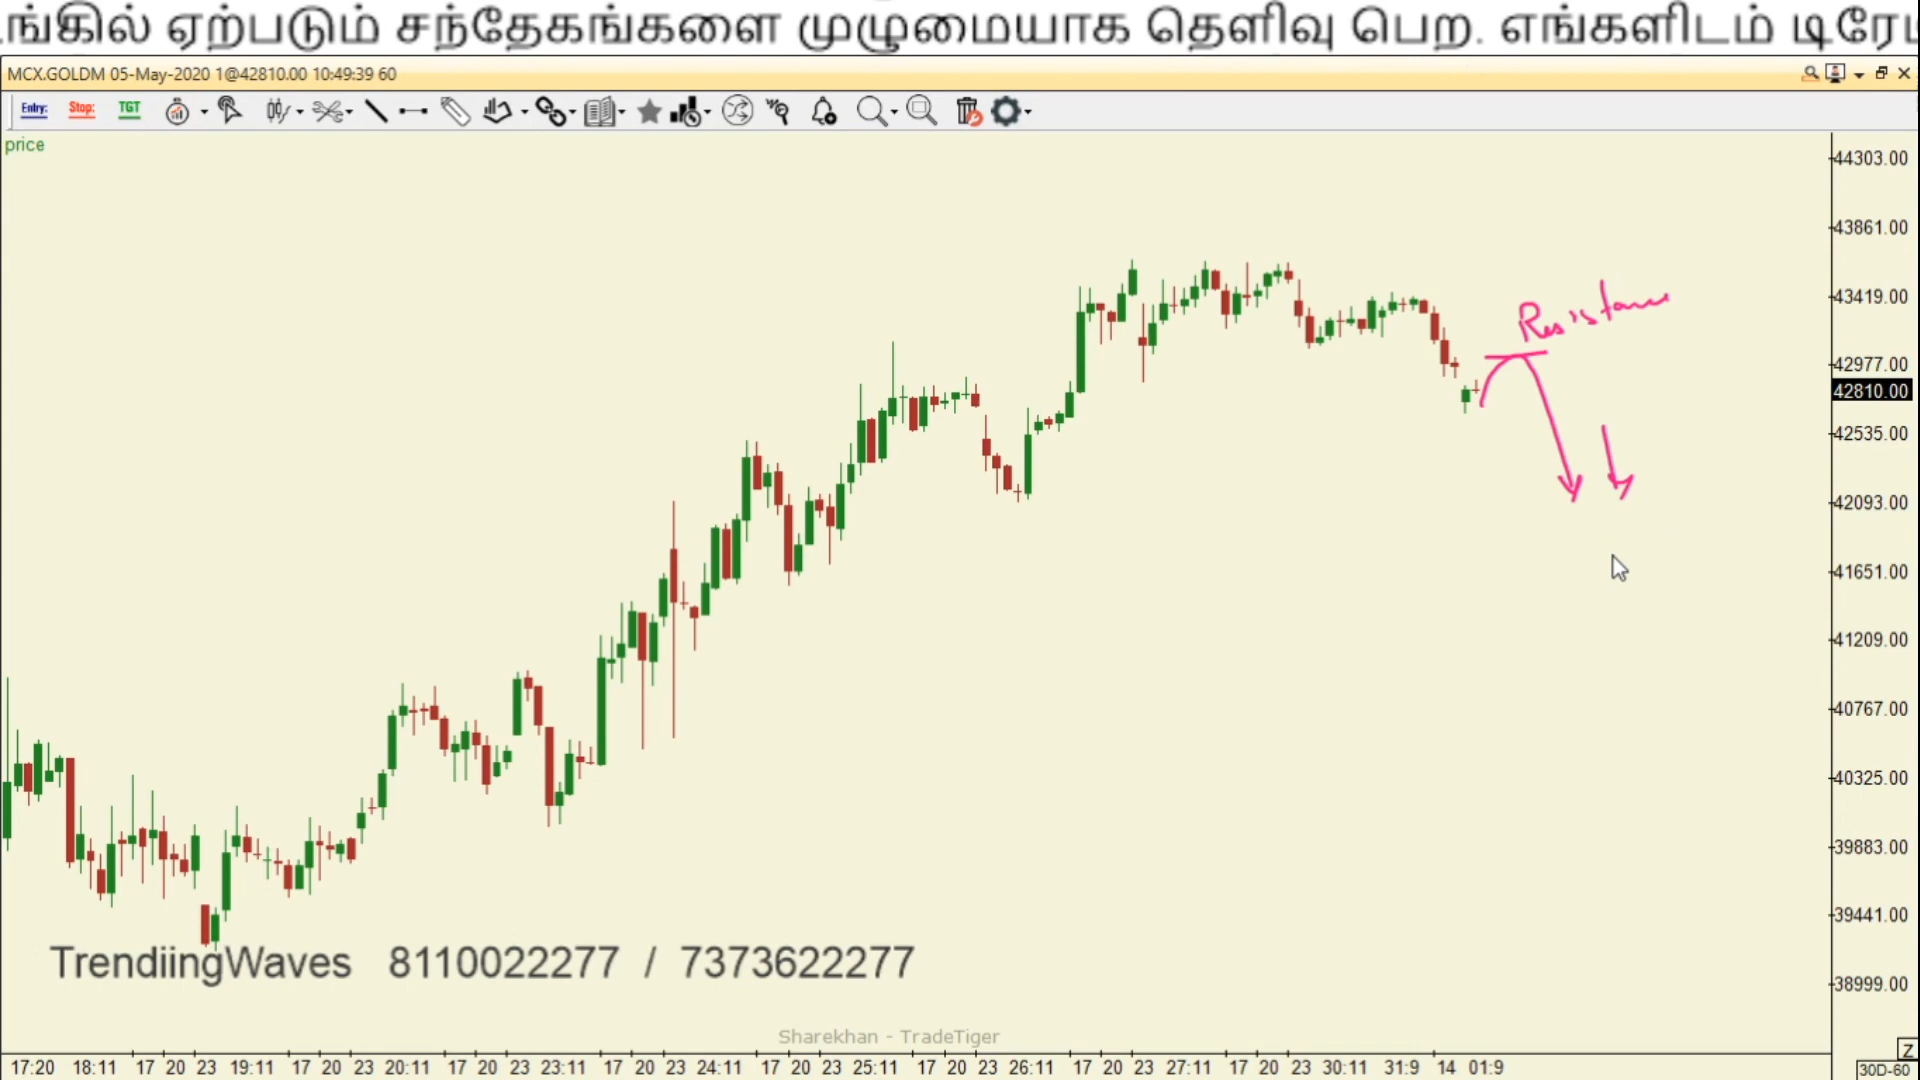 ங்கில் ஏற்படும் சந்தேகங்களை முழுமையாக தெளிவு பெற. எங்களிடம் டிரேட
MCX.GOLDM 05-May-2020 1@42810.00 10:49:39 60
Entry: Stop: TGT
price
44303.00
43861.00
43419.00
Resistance
42977.00
42810.00
42535.00
42093.00
41651.00
41209.00
40767.00
40325.00
39883.00
39441.00
TrendiingWaves 8110022277 / 7373622277
38999.00
Sharekhan - TradeTiger
Z
17:20 18:11 17 20 23 19:11 17 20 23 20:11 17 20 23 23:11 17 20 23 24:11 17 20 23 25:11 17 20 23 26:11 17 20 23 27:11 17 20 23 30:11 31:9 14 01:9
30D-60